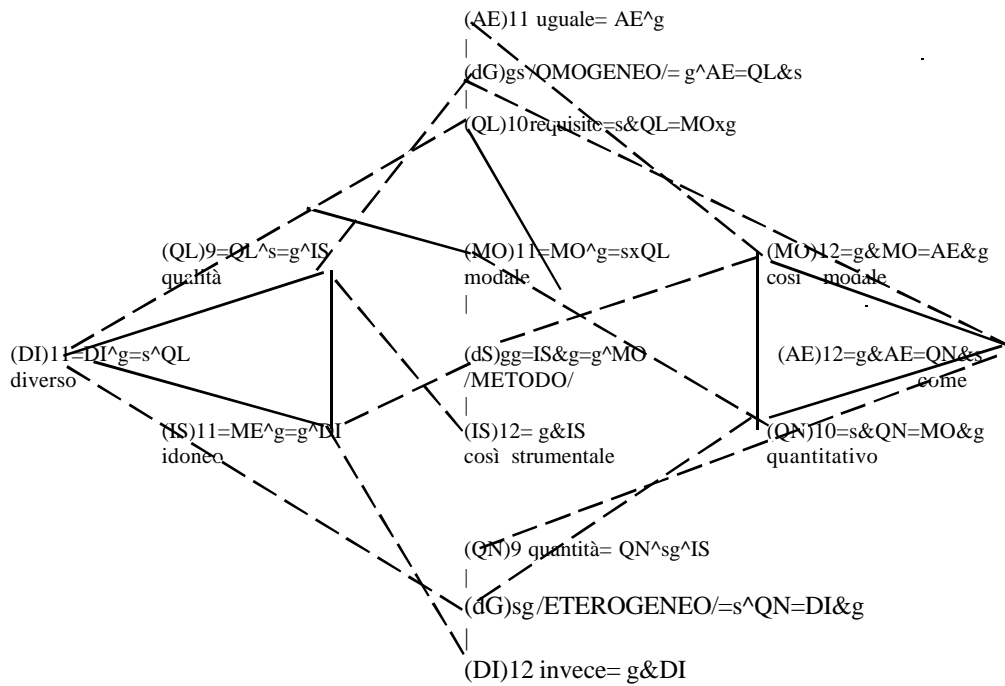 (AE)11 uguale= AE^g
(dG)gs /OMOGENEO/= g^AE=QL&s
(QL)10 requisito=s&QL=MOxg
(QL)9=QL^s=g^IS
qualità
(MO)11=MO^g=sxQL
modale
(MO)12=g&MO=AE&g
così modale
(DI)11=DI^g=s^QL
diverso
(dS)gg=IS&g=g^MO
/METODO/
(AE)12=g&AE=QN&s
come
(IS)11=ME^g=g^DI
idoneo
(IS)12= g&IS
così strumentale
(QN)10=s&QN=MO&g
quantitativo
(QN)9 quantità= QN^sg^IS
(dG)sg /ETEROGENEO/=s^QN=DI&g
(DI)12 invece= g&DI